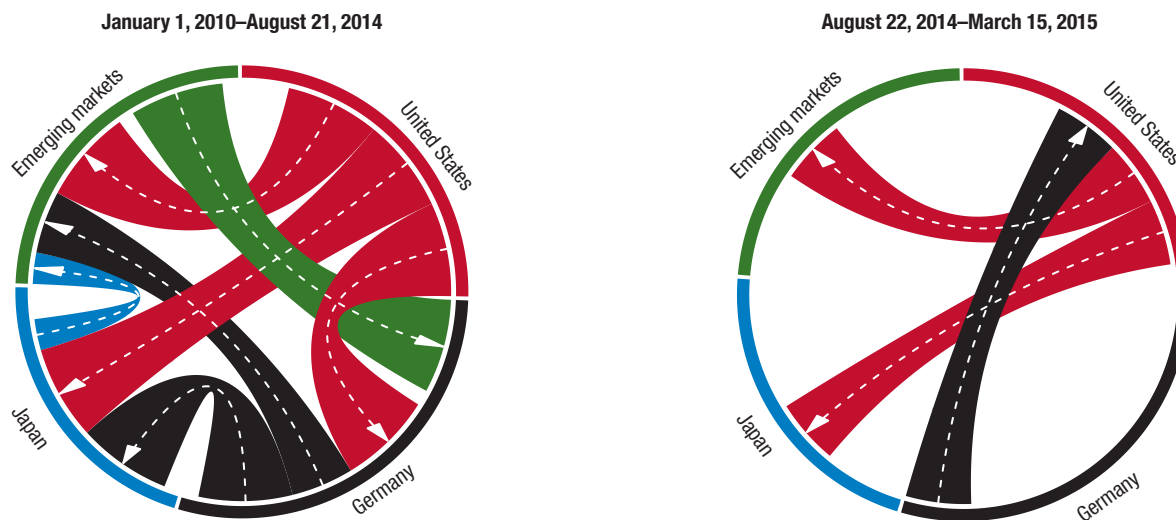 January 1, 2010–August 21, 2014
Emerging markets
United States
Japan
Germany
August 22, 2014–March 15, 2015
Emerging markets
United States
Japan
Germany